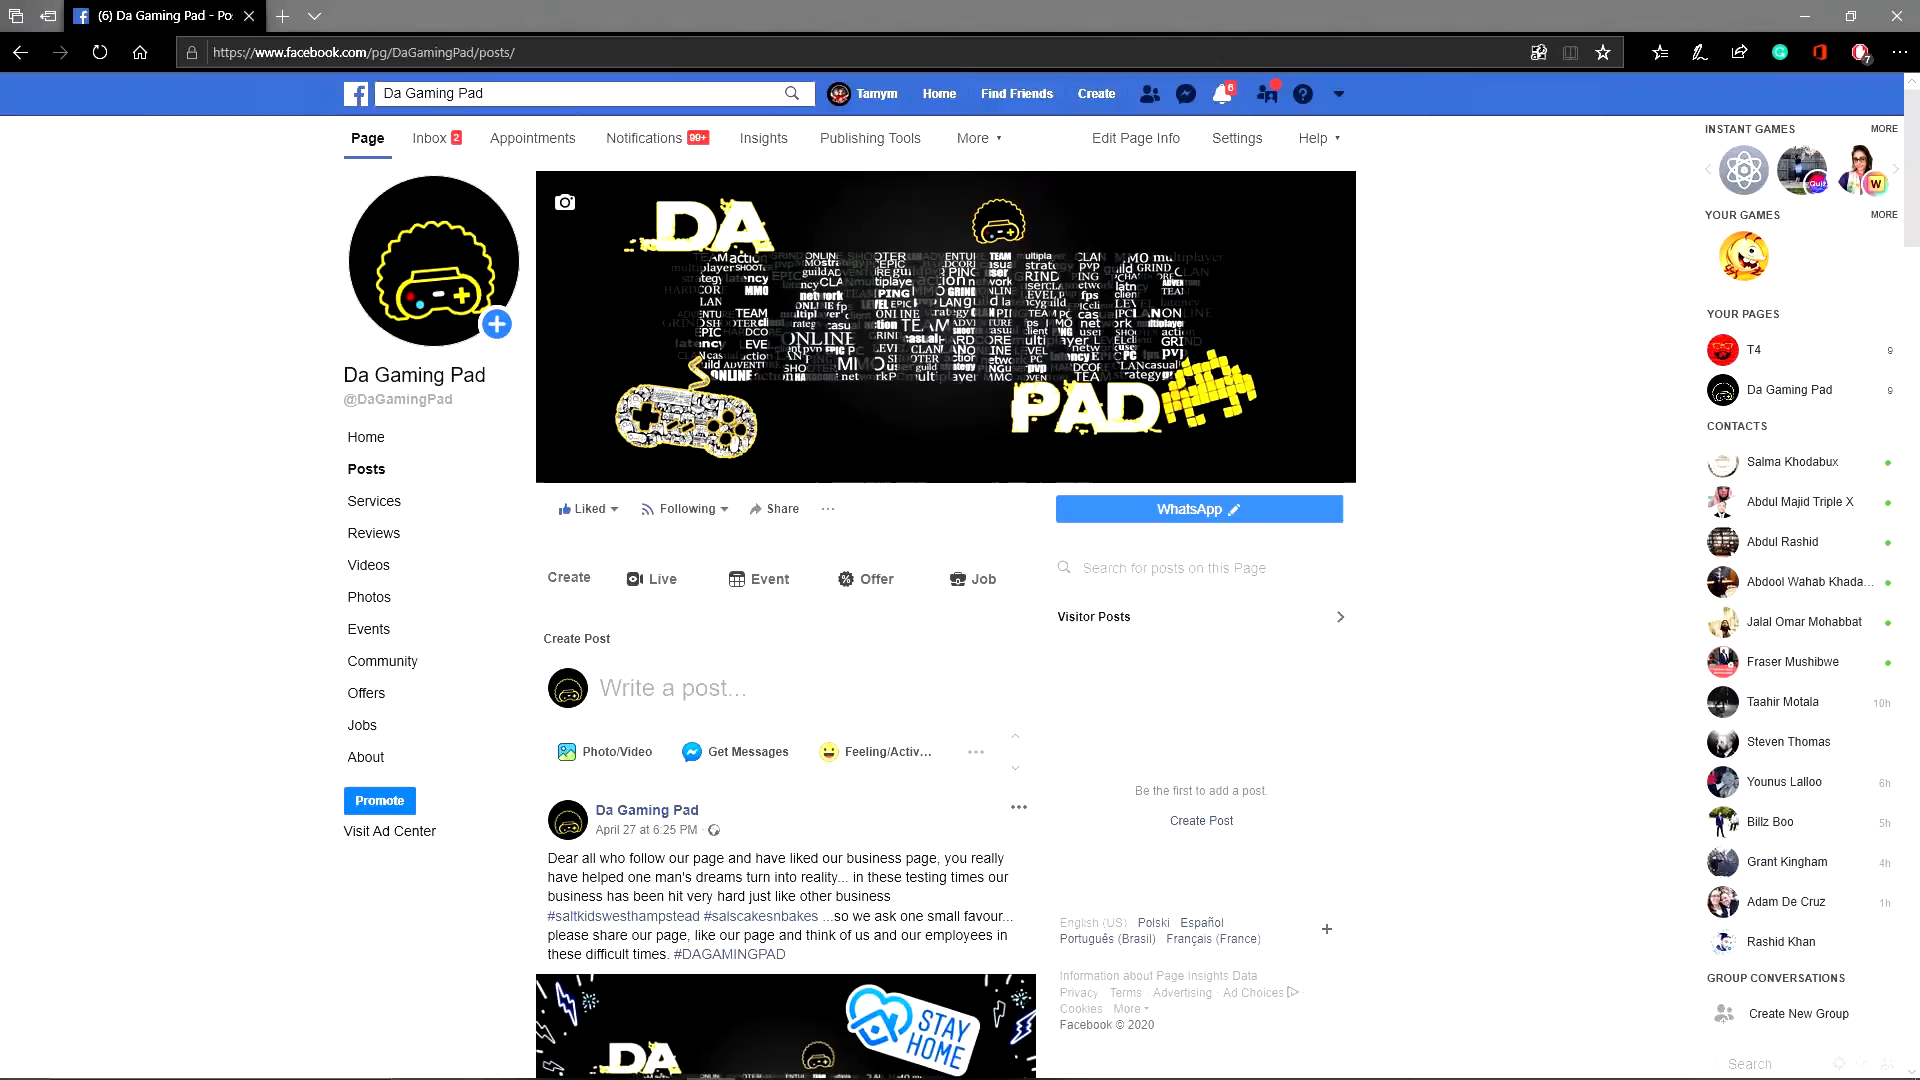 (6) Da Gaming Pad - Po
https://www.facebook.com/pg/DaGamingPad/posts/
7
Da Gaming Pad
Tamym
Home
Find Friends
Create
6
Page
Inbox 2
Appointments
Notifications 99+
Insights
Publishing Tools
More
Edit Page Info
Settings
Help
DA
GAMING
PAD
Da Gaming Pad
@DaGamingPad
Home
Posts
Services
Reviews
Videos
Photos
Events
Community
Offers
Jobs
About
Promote
Visit Ad Center
Liked
Following
Share
...
WhatsApp
Create
Live
Event
Offer
Job
Search for posts on this Page
Visitor Posts
Create Post
Write a post...
Photo/Video
Get Messages
Feeling/Activ...
Be the first to add a post.
Create Post
Da Gaming Pad
April 27 at 6:25 PM ·
Dear all who follow our page and have liked our business page, you really
have helped one man's dreams turn into reality... in these testing times our
business has been hit very hard just like other business
#saltkidswesthampstead #salscakesnbakes ...so we ask one small favour...
please share our page, like our page and think of us and our employees in
these difficult times. #DAGAMINGPAD
STAY
HOME
DA
English (US) · Polski · Español ·
Português (Brasil) · Français (France)
Information about Page Insights Data
Privacy · Terms · Advertising · Ad Choices ·
Cookies · More
Facebook © 2020
INSTANT GAMES
MORE
Quiz
W
YOUR GAMES
MORE
YOUR PAGES
T4
9
Da Gaming Pad
9
CONTACTS
Salma Khodabux
Abdul Majid Triple X
Abdul Rashid
Abdool Wahab Khada...
Jalal Omar Mohabbat
Fraser Mushibwe
Taahir Motala
10h
Steven Thomas
Younus Lalloo
6h
Billz Boo
5h
Grant Kingham
4h
Adam De Cruz
1h
Rashid Khan
GROUP CONVERSATIONS
Create New Group
Search